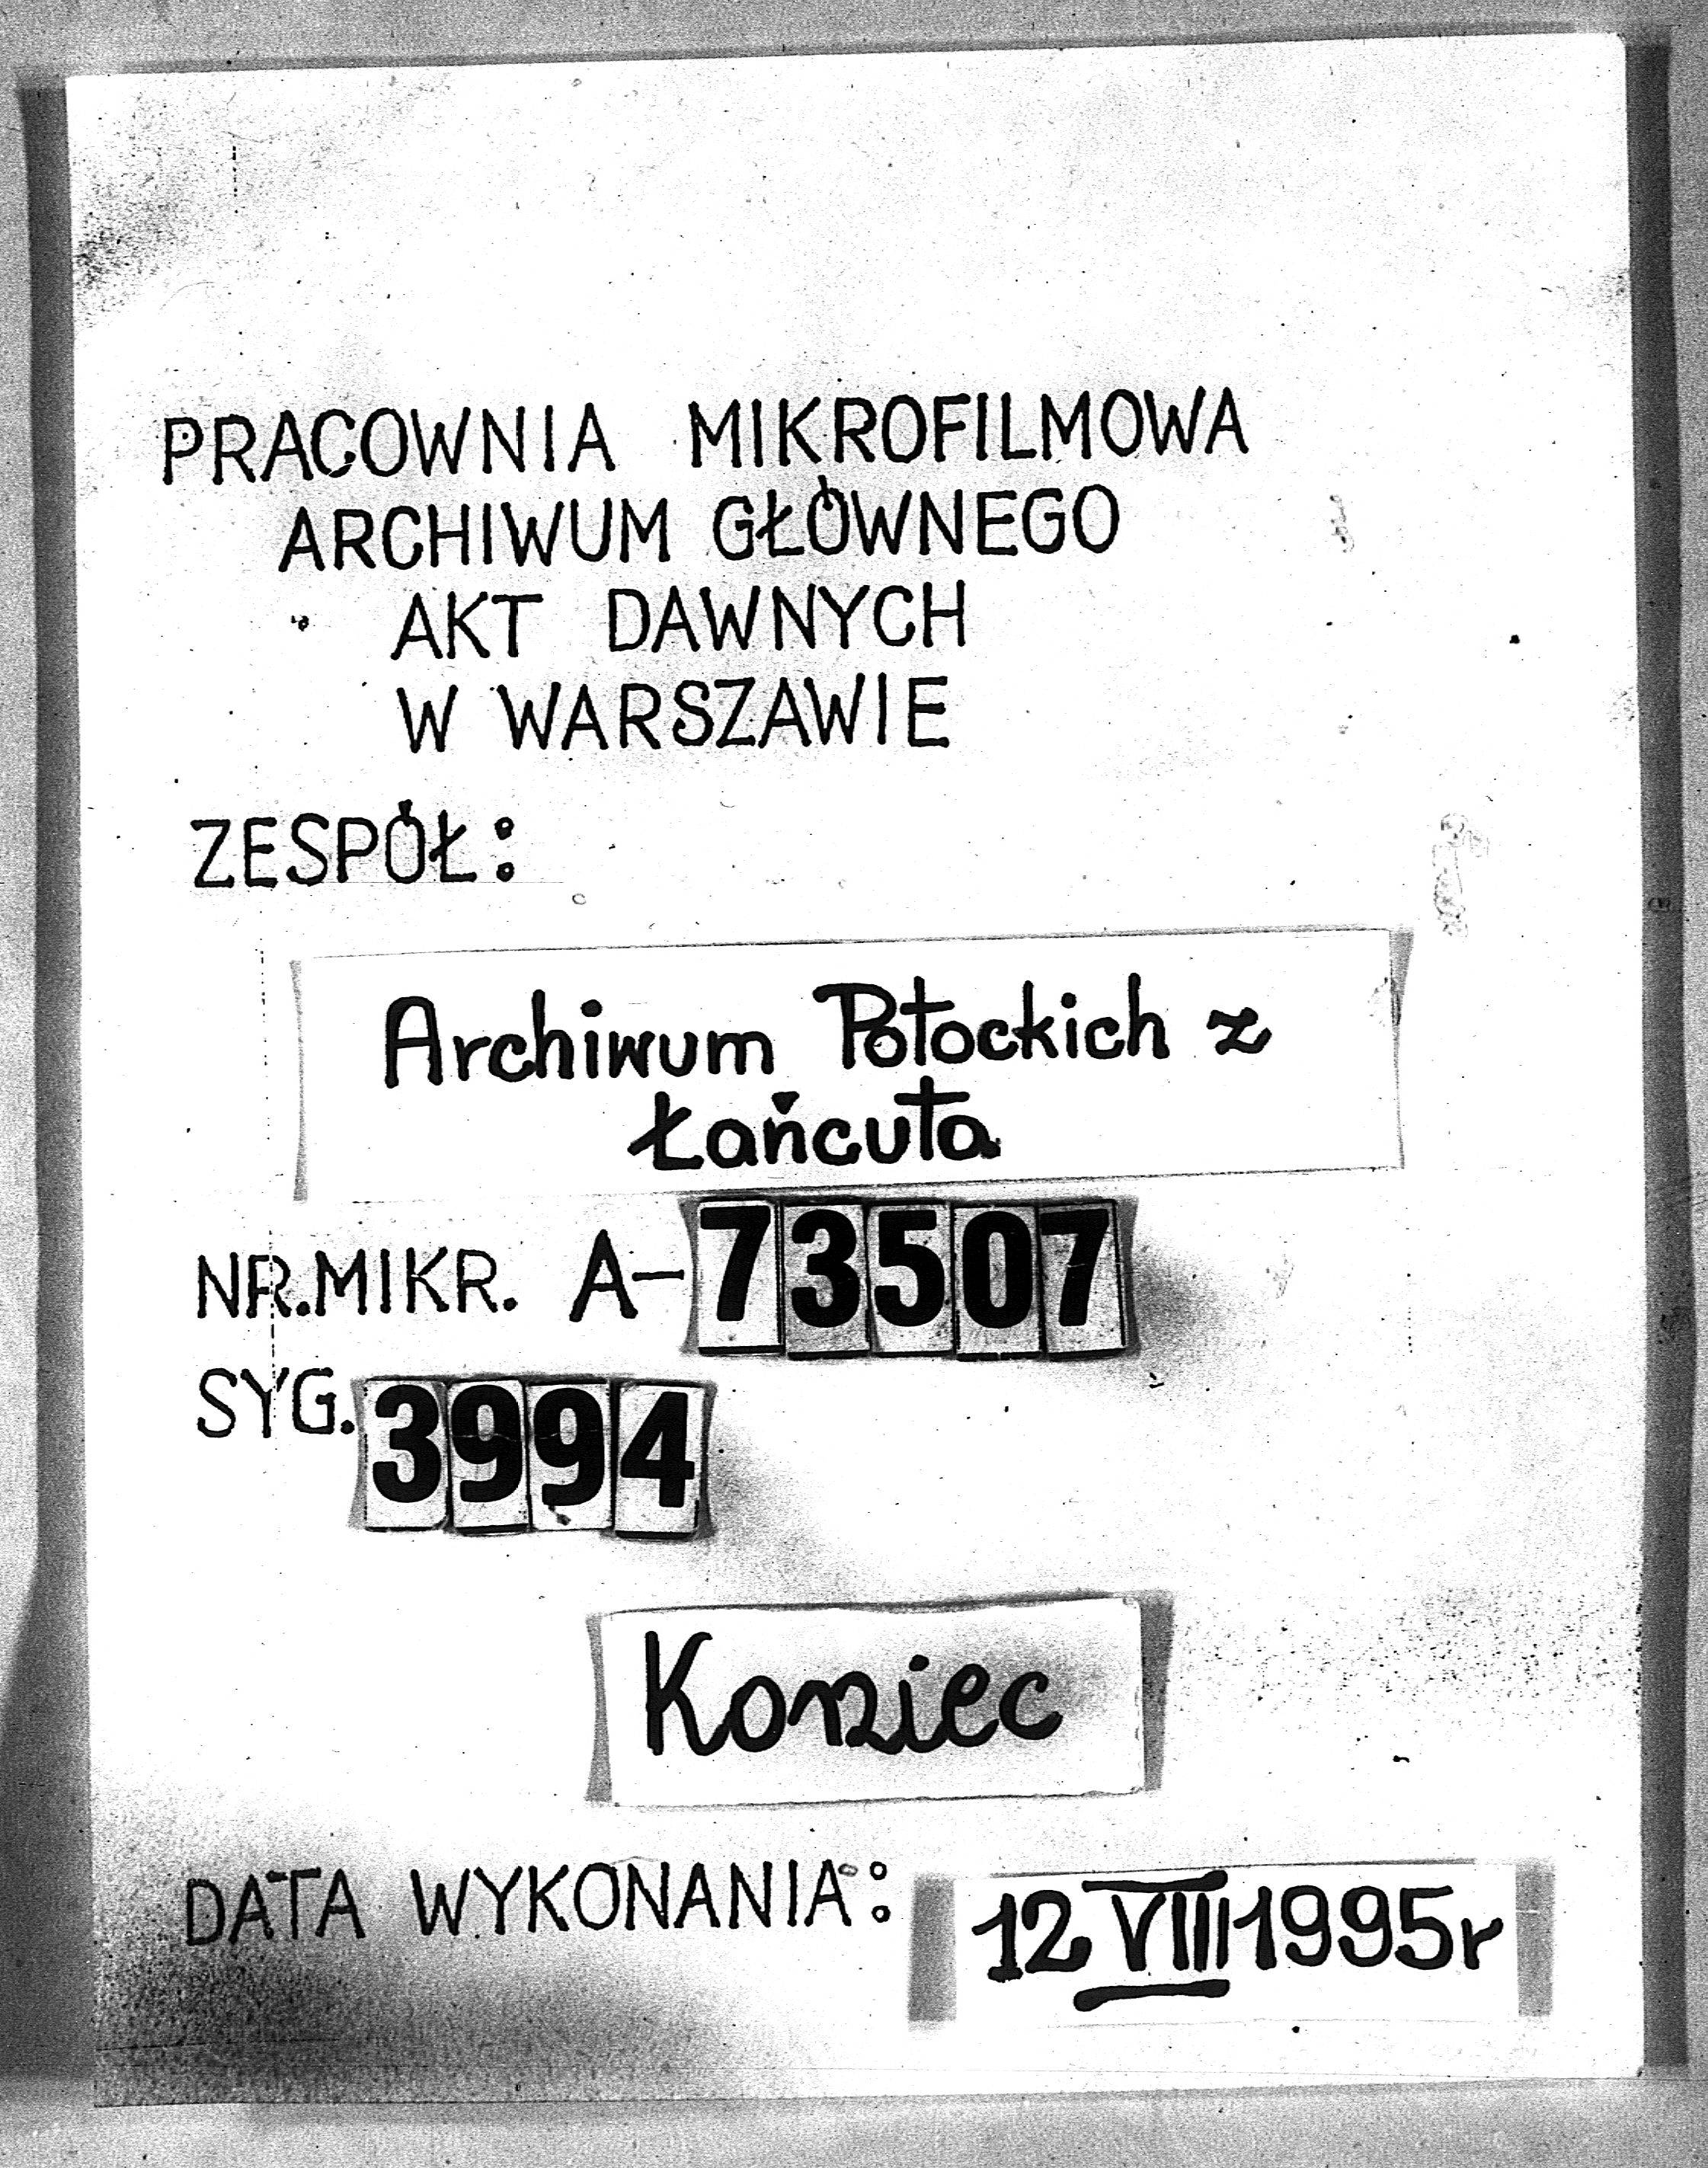 PRACOWNIA MIKROFILMOWA
ARCHIWUM GŁÓWNEGO
AKT DAWNYCH
W WARSZAWIE
ZESPÓŁ:
Archiwum Potockich z
Łańcuta
NR.MIKR. A-73507
SYG. 3994
Koniec
DATA WYKONANIA: 12 VIII 1995r